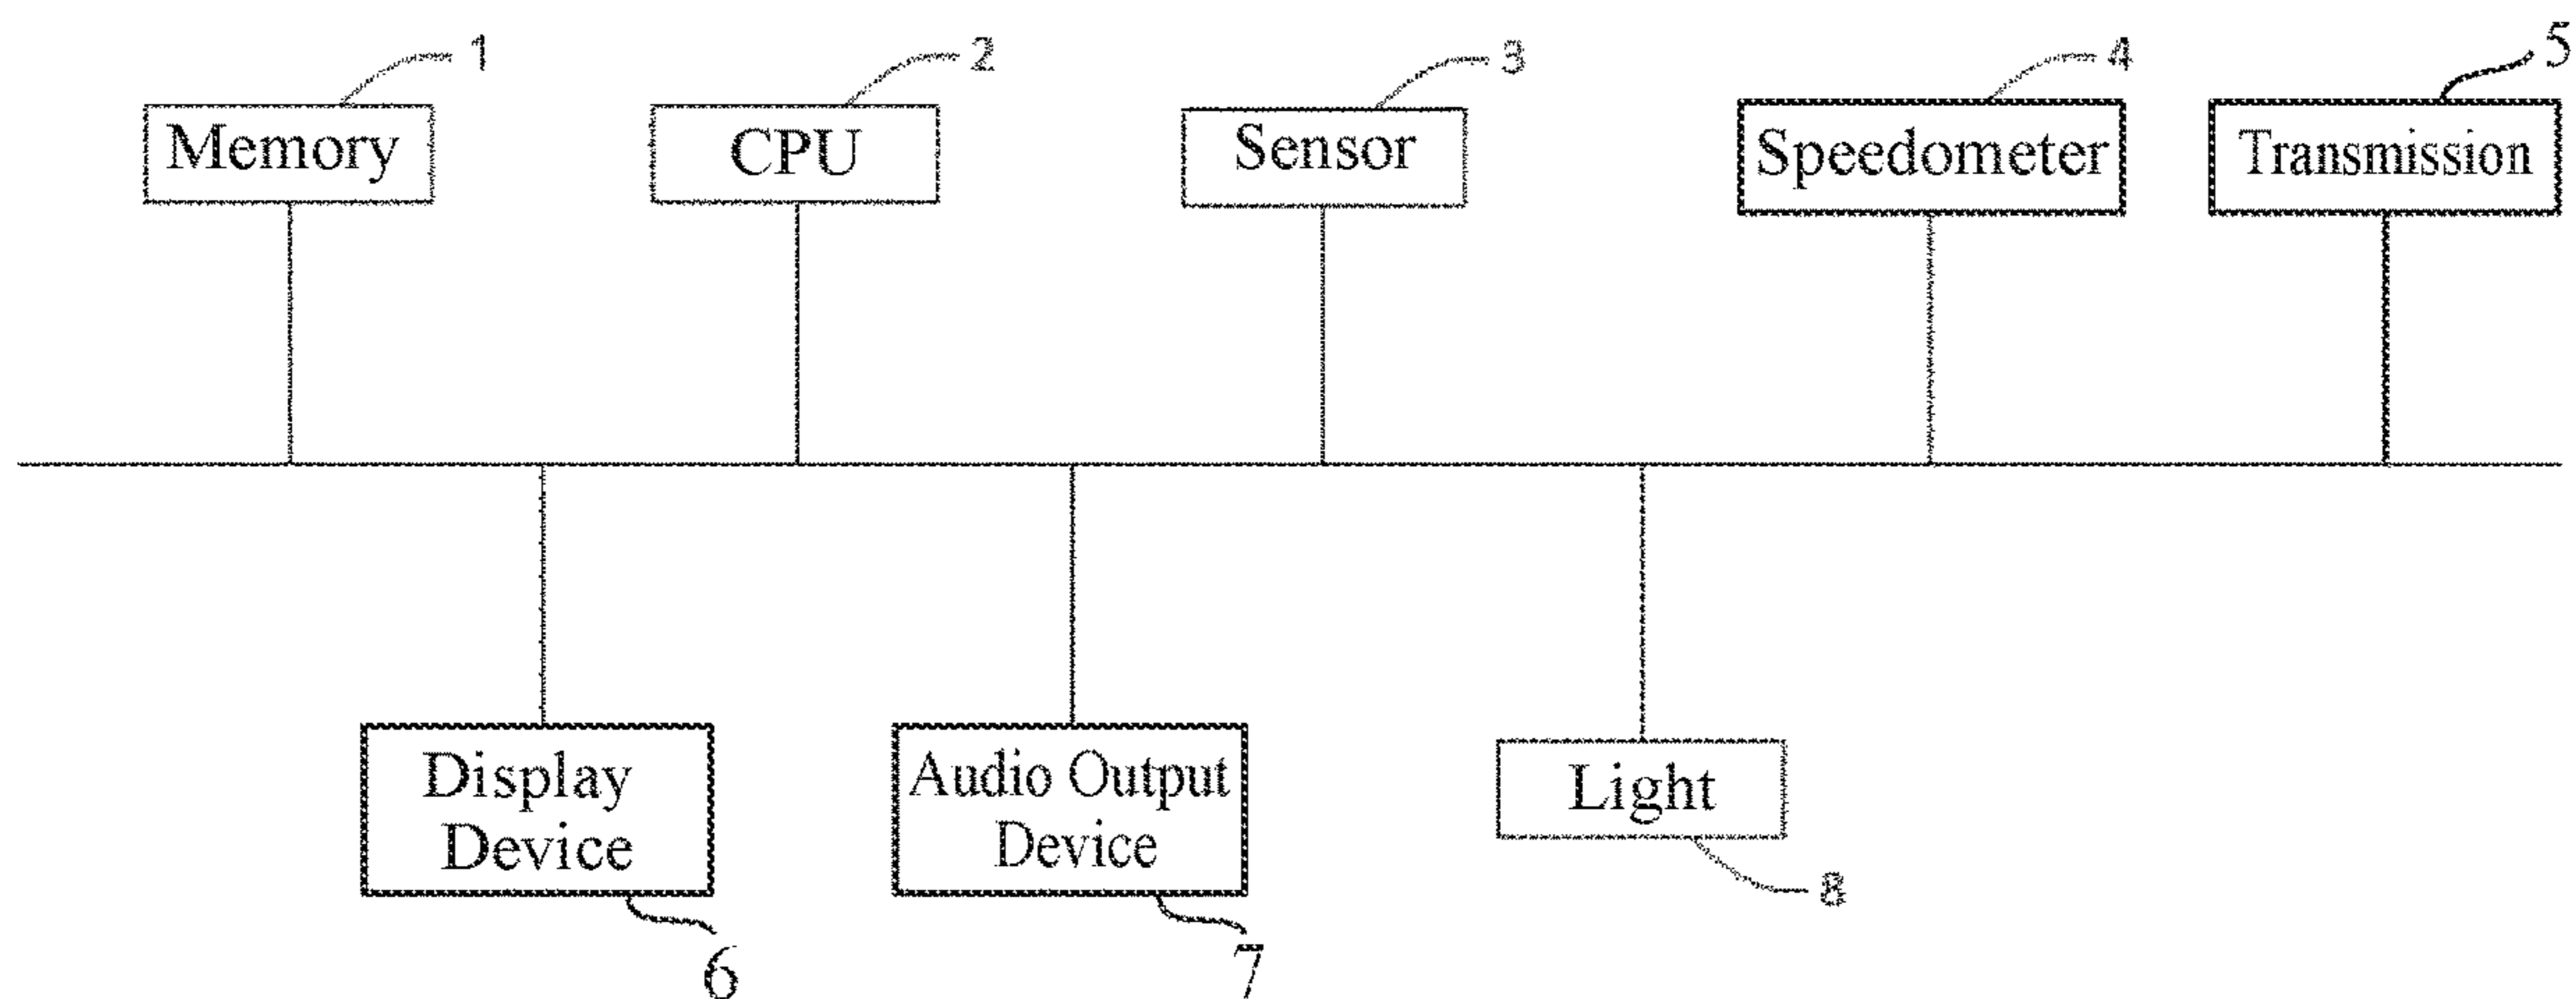 1
2
3
4
5
Memory
CPU
Sensor
Speedometer
Transmission
Display
Device
Audio Output
Device
Light
8
6
7